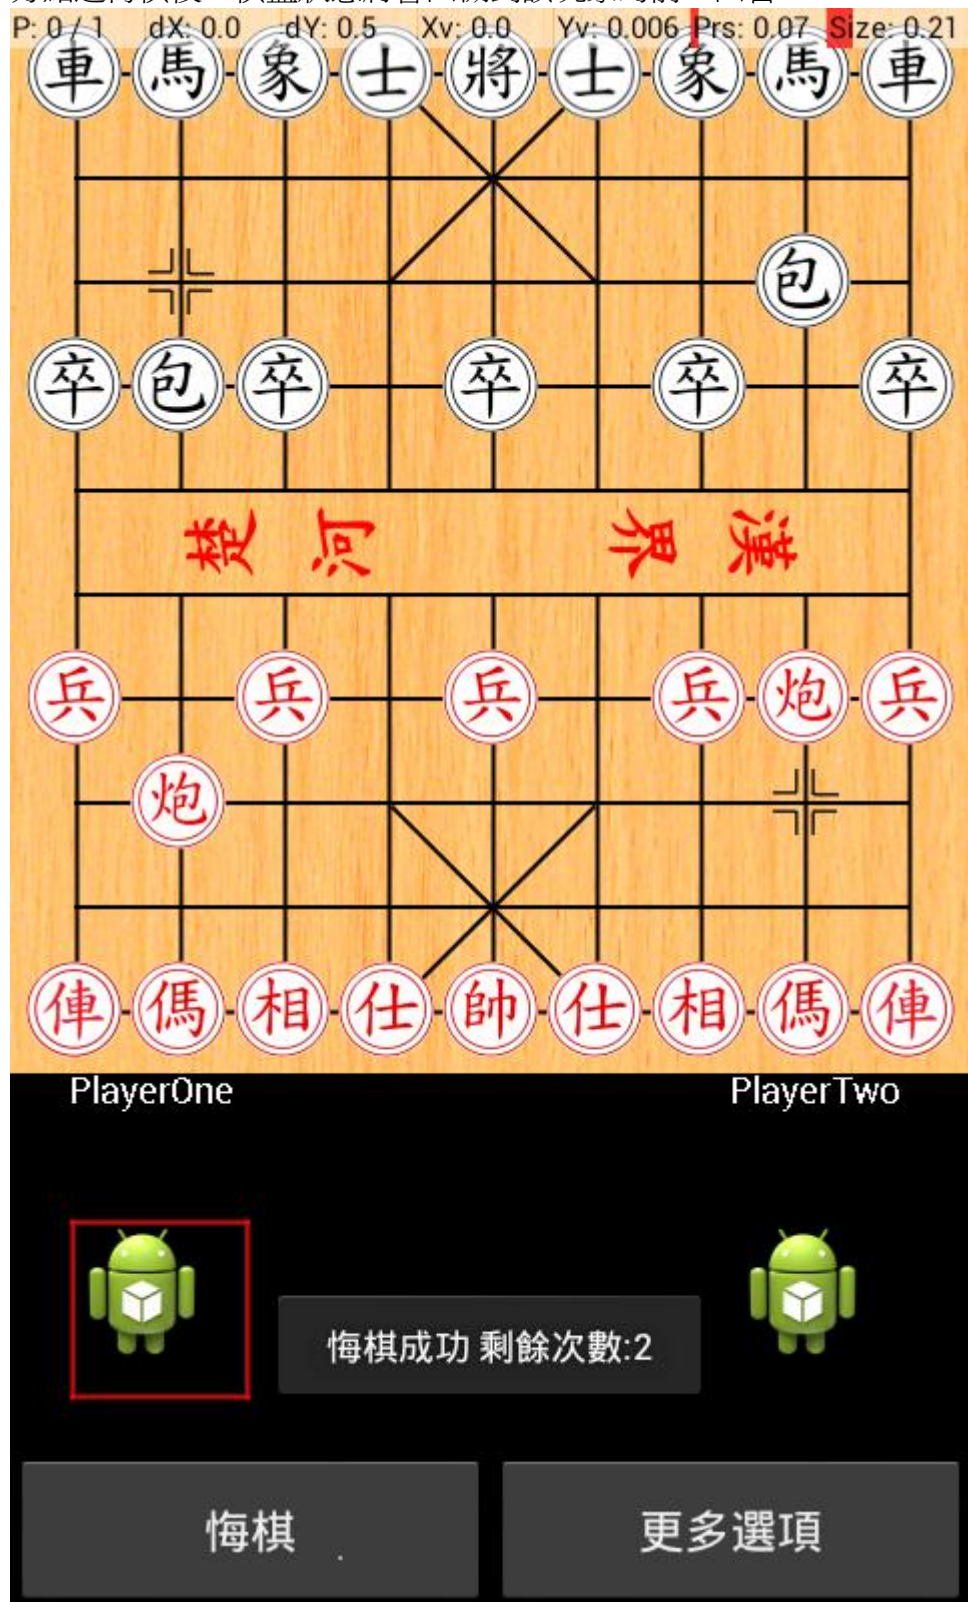 P: 0 / 1 dX: 0.0 dY: 0.5 Xv: 0.0 Yv: 0.006 Prs: 0.07 Size: 0.21
車 馬 象 士 將 士 象 馬 車
包
卒 包 卒 卒 卒 卒
楚 河 界 漢
兵 兵 兵 兵 炮 兵
炮
俥 傌 相 仕 帥 仕 相 傌 俥
PlayerOne PlayerTwo
悔棋成功 剩餘次數:2
悔棋 更多選項